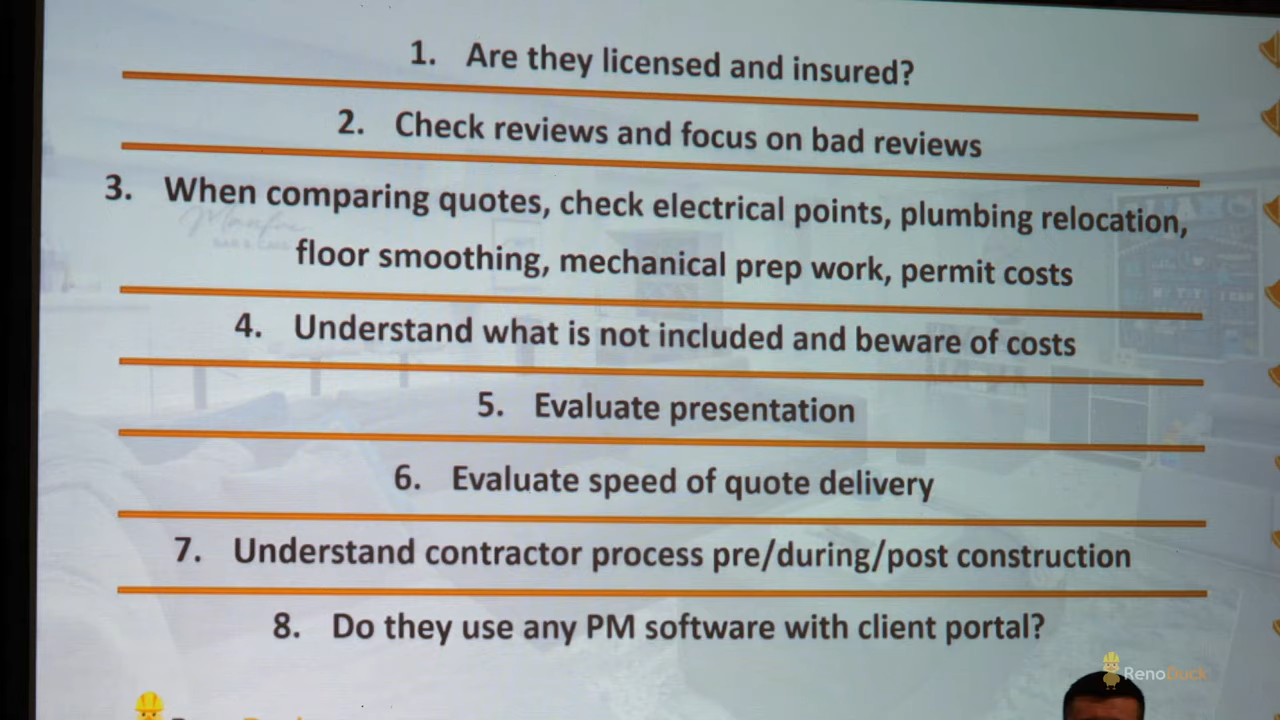 1. Are they licensed and insured?
2. Check reviews and focus on bad reviews
3. When comparing quotes, check electrical points, plumbing relocation,
floor smoothing, mechanical prep work, permit costs
4. Understand what is not included and beware of costs
5. Evaluate presentation
6. Evaluate speed of quote delivery
7. Understand contractor process pre/during/post construction
8. Do they use any PM software with client portal?
RenoDuck